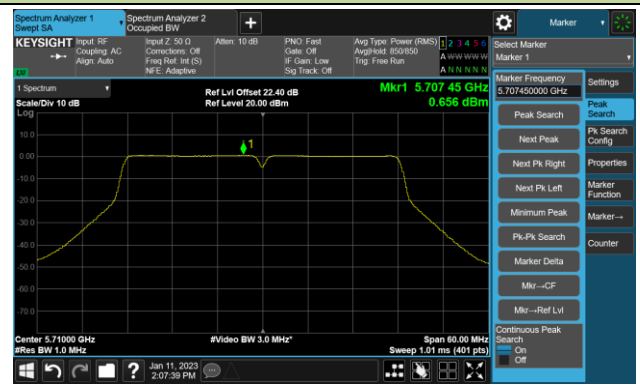 Spectrum Analyzer 1
Swept SA
Spectrum Analyzer 2
Occupied BW
Marker
KEYSIGHT
Input: RF
Coupling: AC
Align: Auto
Input Z: 50 Ω
Corrections: Off
Freq Ref: Int (S)
NFE: Adaptive
Atten: 10 dB
PNO: Fast
Gate: Off
IF Gain: Low
Sig Track: Off
Avg Type: Power (RMS)
Avg|Hold: 850/850
Trig: Free Run
1 2 3 4 5 6
A W W W W W
A N N N N N
LXI
Select Marker
Marker 1
1 Spectrum
Scale/Div 10 dB
Log
Ref Lvl Offset 22.40 dB
Ref Level 20.00 dBm
Mkr1 5.707 45 GHz
0.656 dBm
1
10.0
0.00
-10.0
-20.0
-30.0
-40.0
-50.0
-60.0
-70.0
Center 5.71000 GHz
#Res BW 1.0 MHz
#Video BW 3.0 MHz*
Span 60.00 MHz
Sweep 1.01 ms (401 pts)
Marker Frequency
5.707450000 GHz
Peak Search
Next Peak
Next Pk Right
Next Pk Left
Minimum Peak
Pk-Pk Search
Marker Delta
Mkr→CF
Mkr→Ref Lvl
Continuous Peak
Search
On
Off
Settings
Peak
Search
Pk Search
Config
Properties
Marker
Function
Marker→
Counter
?
Jan 11, 2023
2:07:39 PM